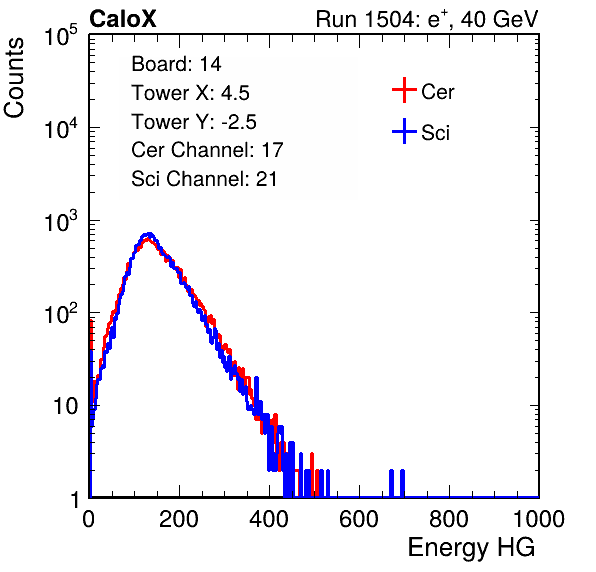 CaloX Run 1504: e⁺, 40 GeV
Counts
Board: 14
Tower X: 4.5
Tower Y: -2.5
Cer Channel: 17
Sci Channel: 21
Cer
Sci
10⁵
10⁴
10³
10²
10
1
0 200 400 600 800 1000
Energy HG